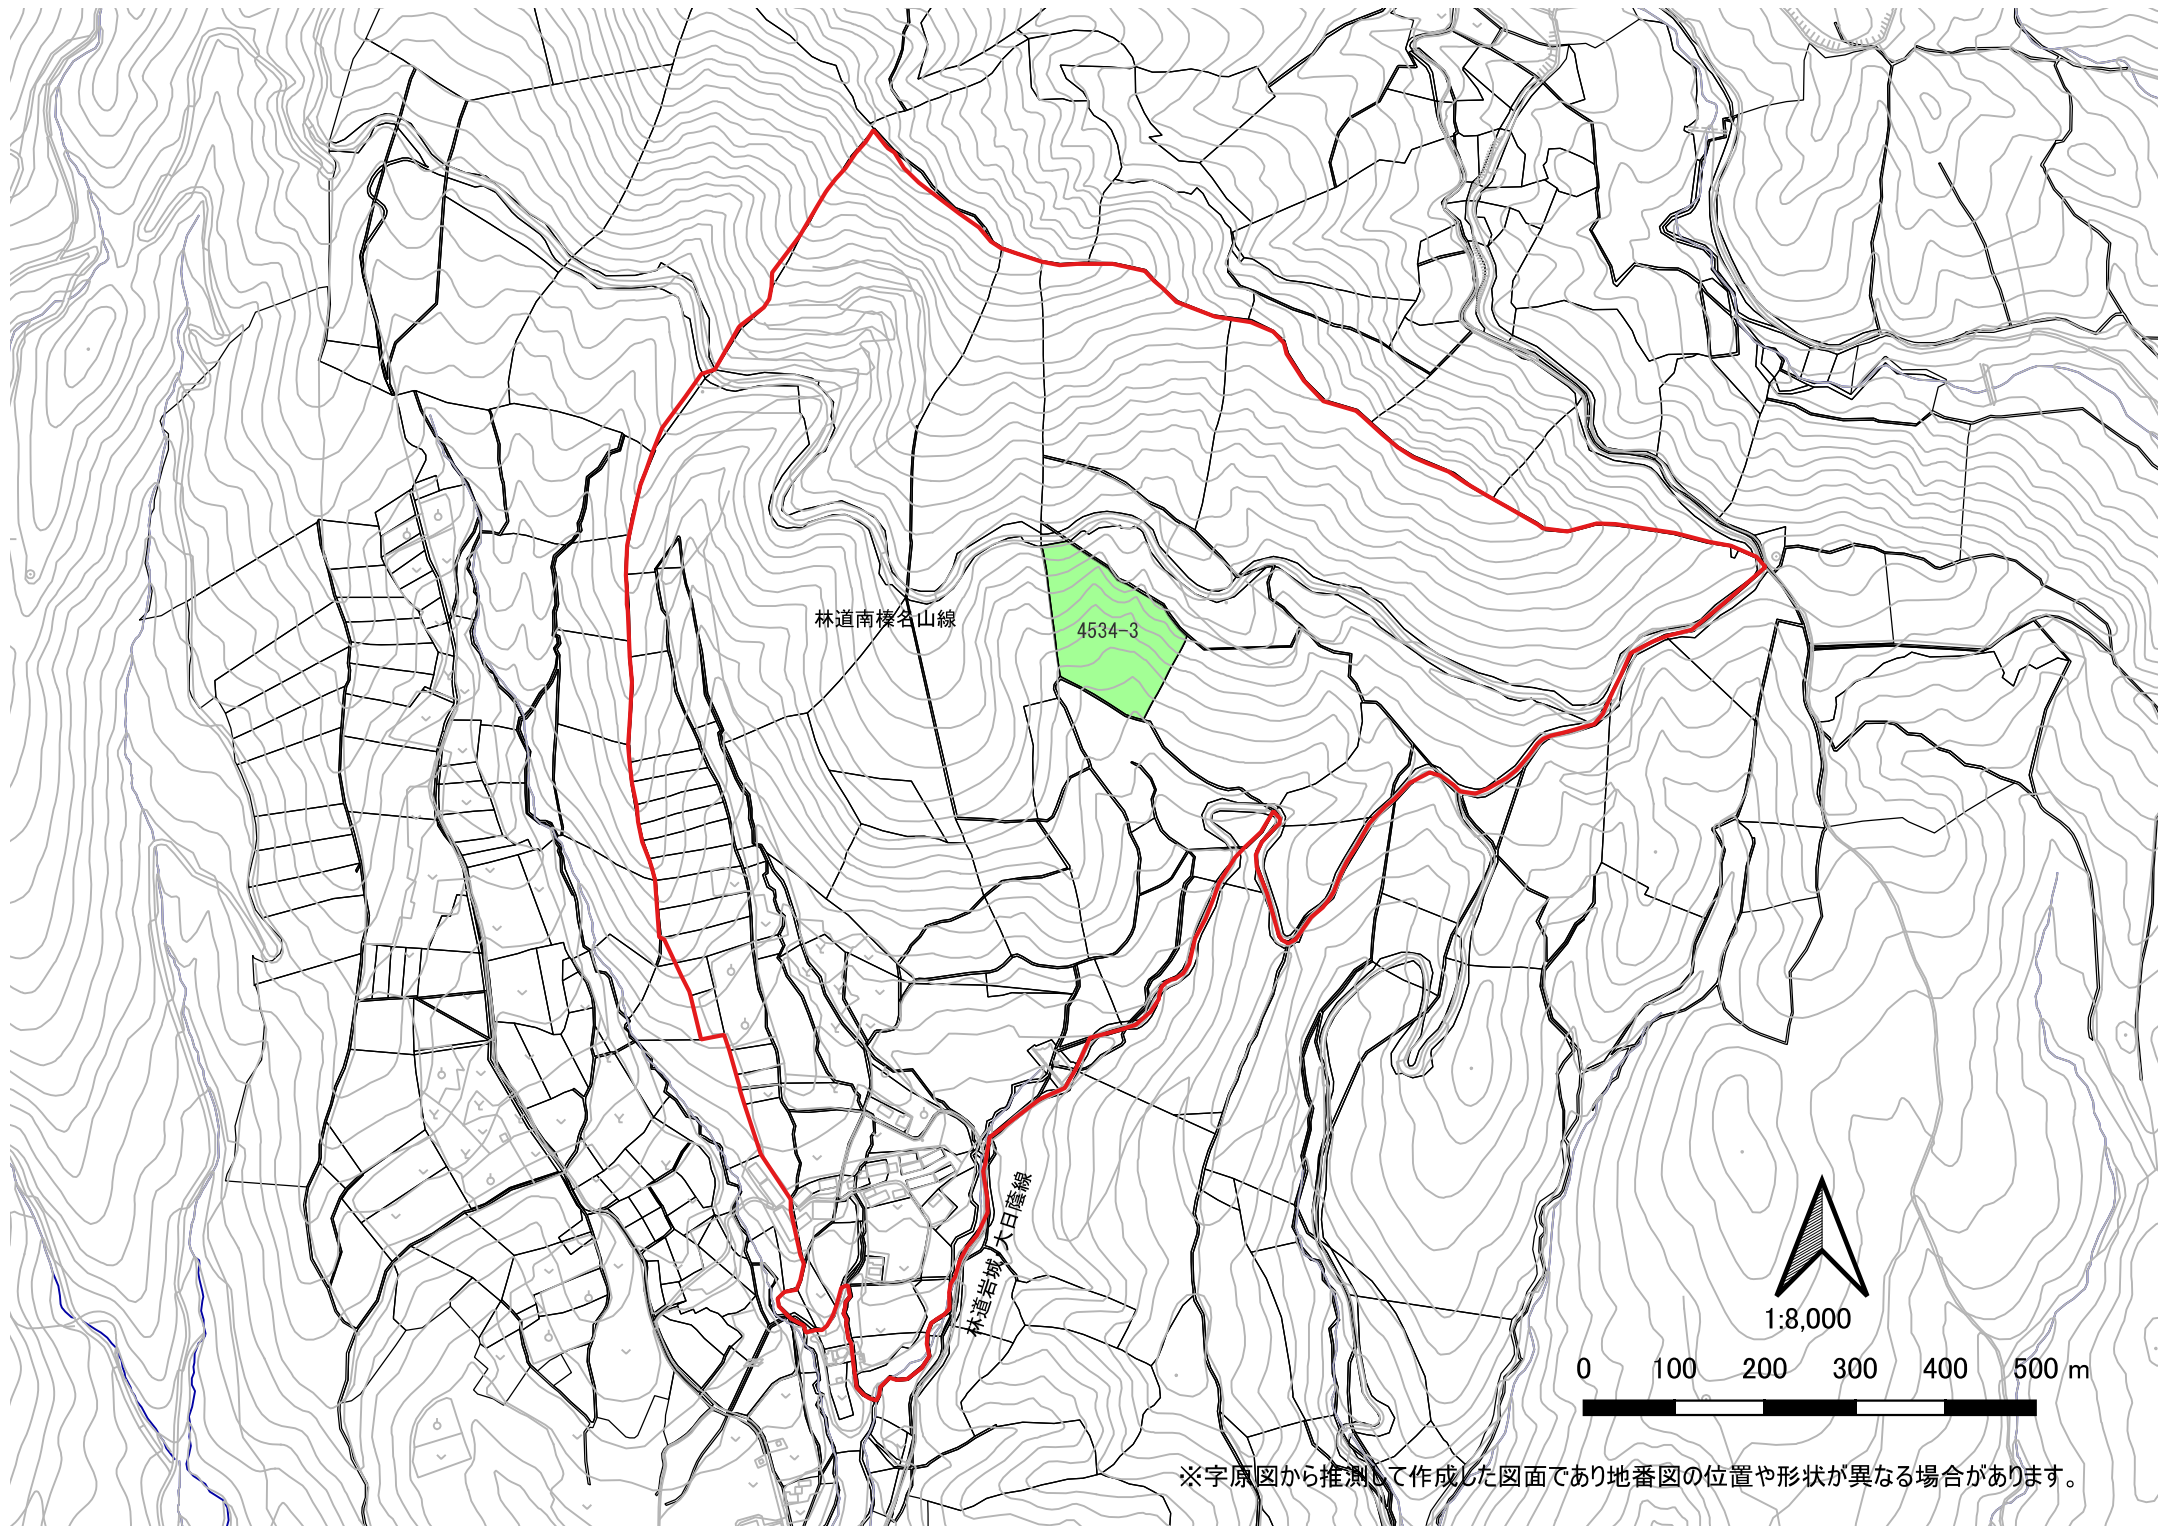 林道南榛名山線
4534-3
林道岩城/大日蔭線
1:8,000
0 100 200 300 400 500 m
※字原図から推測して作成した図面であり地番図の位置や形状が異なる場合があります。